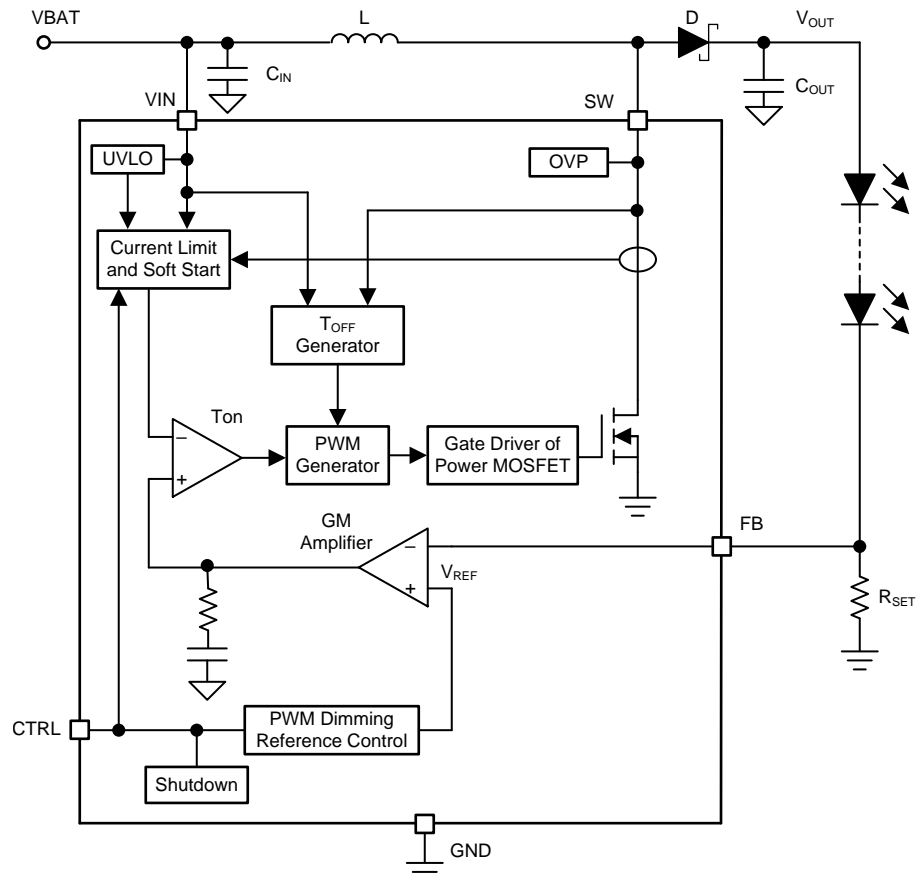 VBAT
L
D
VOUT
CIN
COUT
VIN
SW
UVLO
OVP
Current Limit
and Soft Start
TOFF
Generator
Ton
PWM
Generator
Gate Driver of
Power MOSFET
−
+
GM
Amplifier
FB
−
VREF
+
RSET
CTRL
PWM Dimming
Reference Control
Shutdown
GND